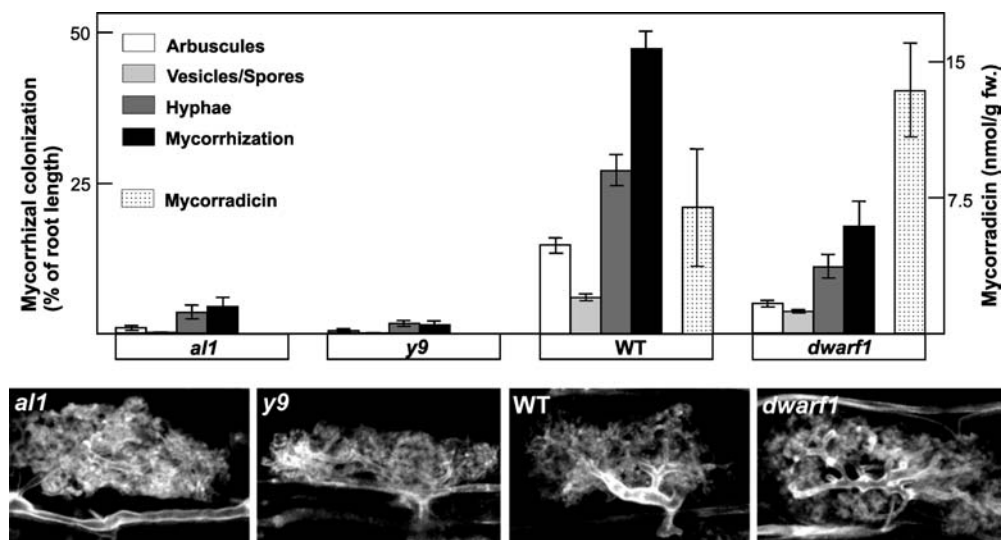 50
25
Mycorrhizal colonization
(% of root length)
Arbuscules
Vesicles/Spores
Hyphae
Mycorrhization
Mycorradicin
15
7.5
Mycorradicin (nmol/g fw.)
al1
y9
WT
dwarf1
al1
y9
WT
dwarf1